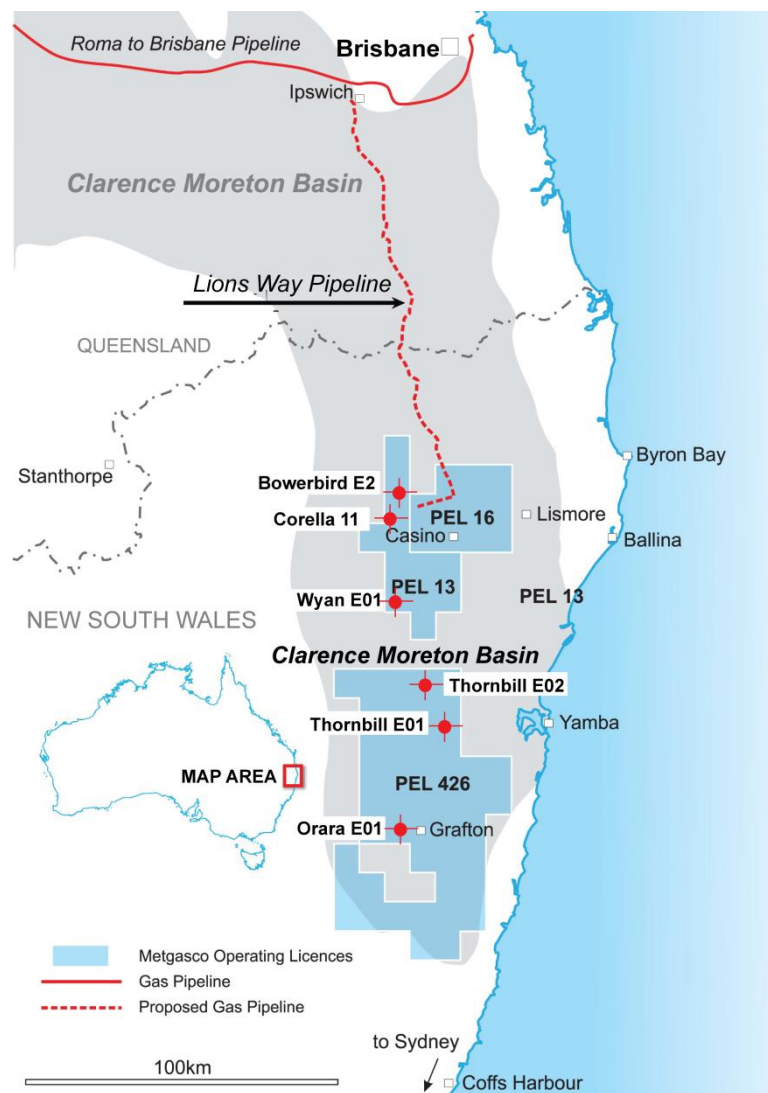 Roma to Brisbane Pipeline
Brisbane
Ipswich
Clarence Moreton Basin
Lions Way Pipeline
QUEENSLAND
Stanthorpe
Byron Bay
Bowerbird E2
Corella 11
PEL 16
Lismore
Casino
Ballina
PEL 13
PEL 13
Wyan E01
NEW SOUTH WALES
Clarence Moreton Basin
Thornbill E02
Thornbill E01
Yamba
MAP AREA
PEL 426
Orara E01
Grafton
Metgasco Operating Licences
Gas Pipeline
Proposed Gas Pipeline
to Sydney
100km
Coffs Harbour